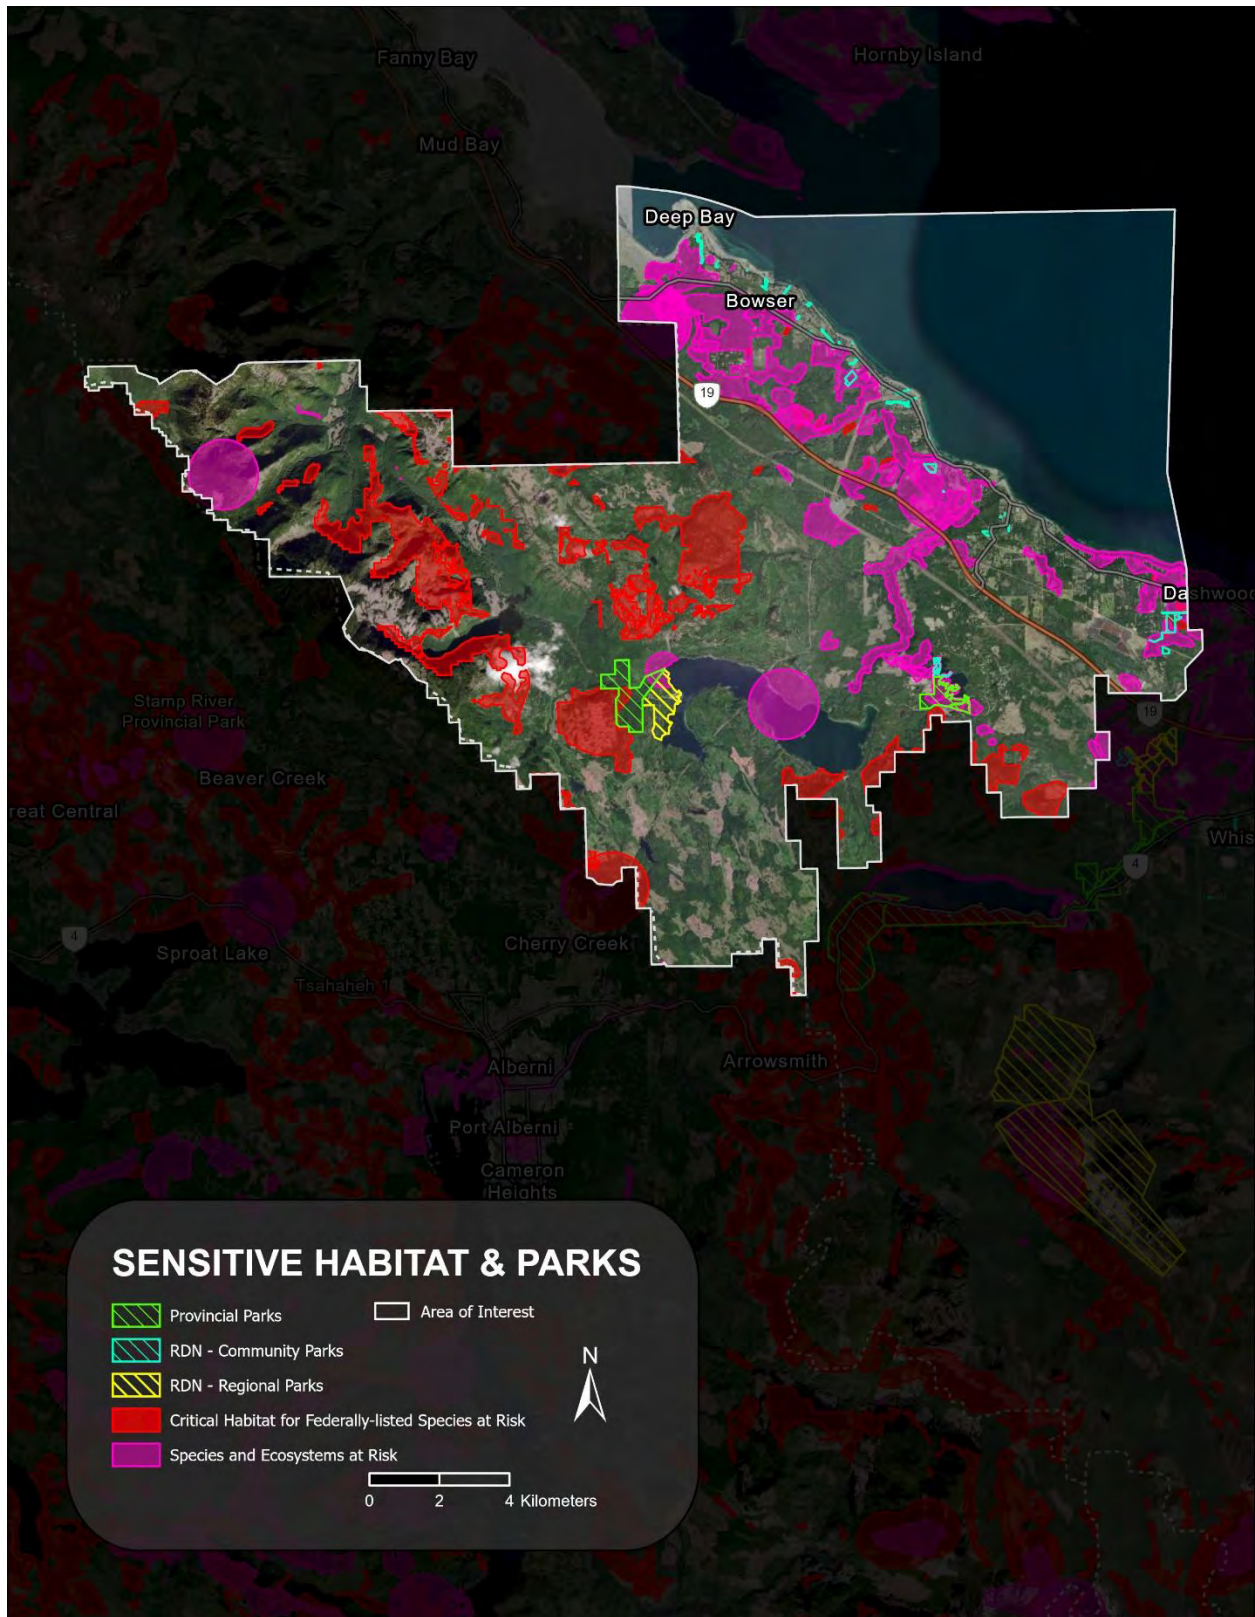 Fanny Bay
Hornby Island
Mud Bay
Deep Bay
Bowser
19
Dashwood
Stamp River
Provincial Park
19
Beaver Creek
reat Central
Whis
4
4
Sproat Lake
Cherry Creek
Tsahaheh 1
Alberni
Arrowsmith
Port Alberni
Cameron
Heights
SENSITIVE HABITAT & PARKS
Provincial Parks
Area of Interest
RDN - Community Parks
RDN - Regional Parks
N
Critical Habitat for Federally-listed Species at Risk
Species and Ecosystems at Risk
0 2 4 Kilometers